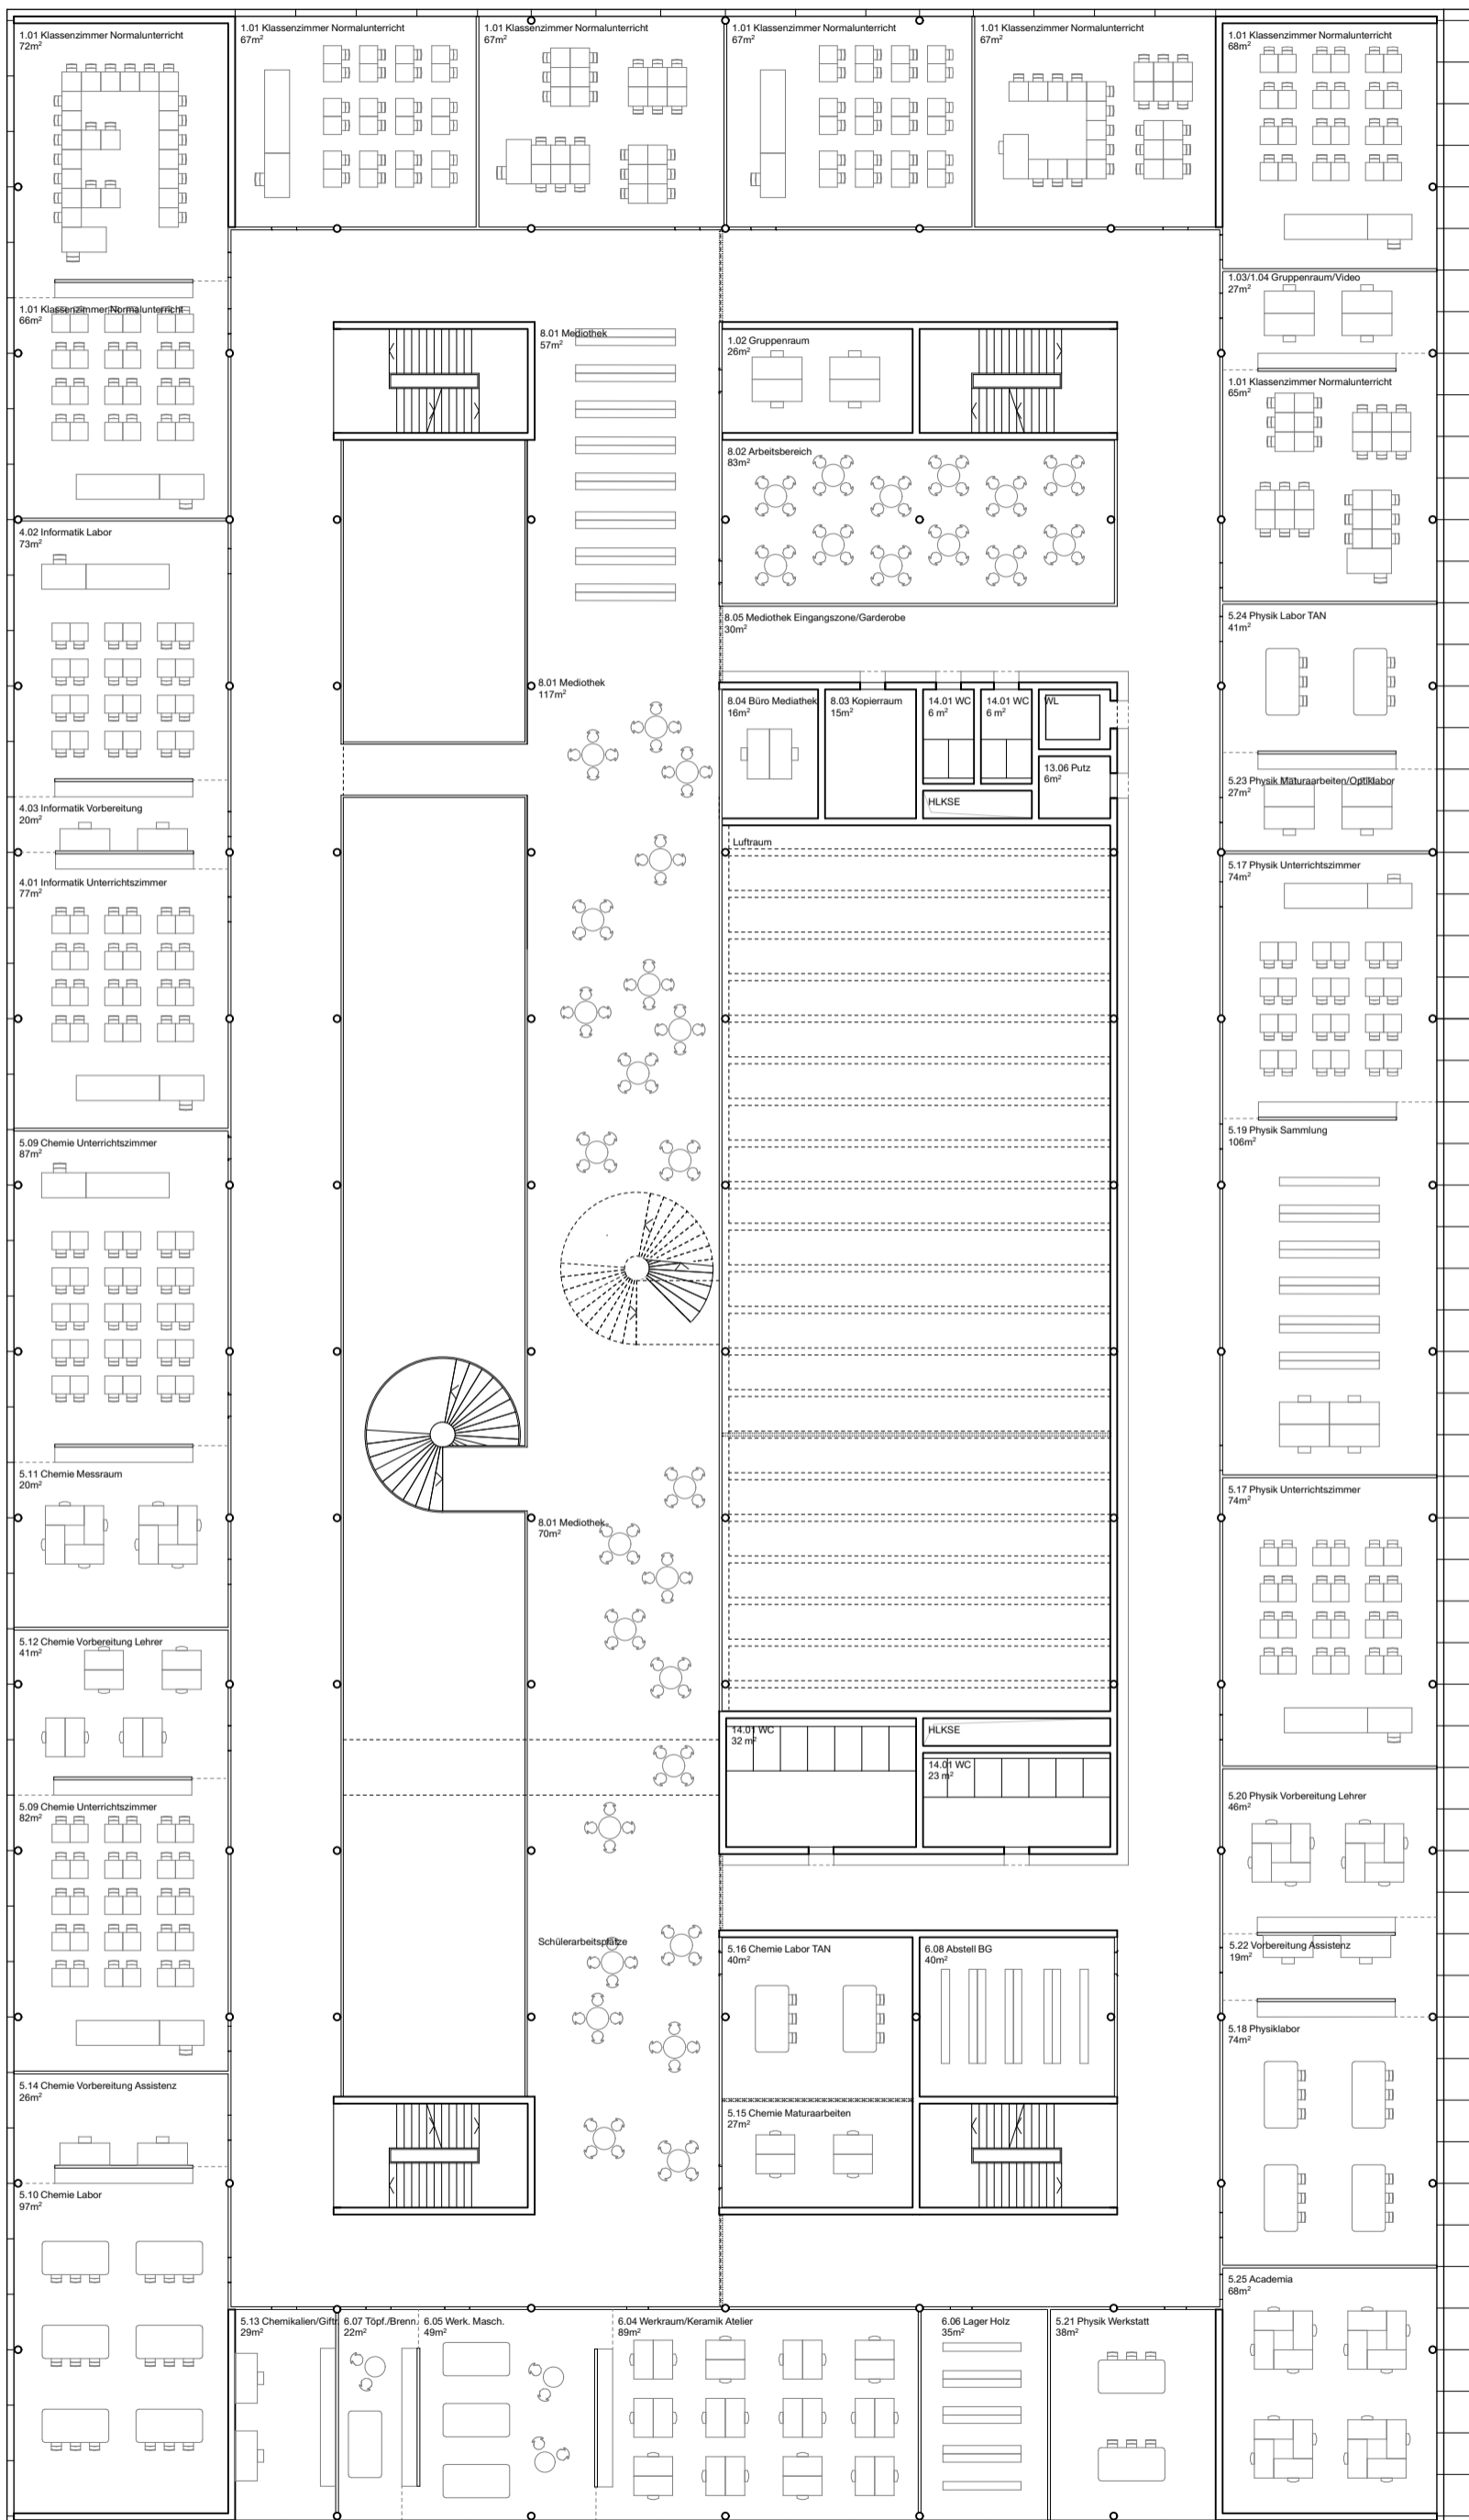 1.01 Klassenzimmer Normalunterricht
72m²
1.01 Klassenzimmer Normalunterricht
67m²
1.01 Klassenzimmer Normalunterricht
67m²
1.01 Klassenzimmer Normalunterricht
67m²
1.01 Klassenzimmer Normalunterricht
67m²
1.01 Klassenzimmer Normalunterricht
68m²
1.03/1.04 Gruppenraum/Video
27m²
1.01 Klassenzimmer Normalunterricht
66m²
8.01 Mediothek
57m²
1.02 Gruppenraum
26m²
1.01 Klassenzimmer Normalunterricht
65m²
8.02 Arbeitsbereich
83m²
4.02 Informatik Labor
73m²
8.05 Mediothek Eingangszone/Garderobe
30m²
5.24 Physik Labor TAN
41m²
8.01 Mediothek
117m²
8.04 Büro Mediathek
16m²
8.03 Kopierraum
15m²
14.01 WC
6 m²
14.01 WC
6 m²
WL
13.06 Putz
6m²
HLKSE
5.23 Physik Maturaarbeiten/Optiklabor
27m²
4.03 Informatik Vorbereitung
20m²
Luftraum
5.17 Physik Unterrichtszimmer
74m²
4.01 Informatik Unterrichtszimmer
77m²
5.19 Physik Sammlung
106m²
5.09 Chemie Unterrichtszimmer
87m²
5.11 Chemie Messraum
20m²
5.17 Physik Unterrichtszimmer
74m²
8.01 Mediothek
70m²
5.12 Chemie Vorbereitung Lehrer
41m²
14.01 WC
32 m²
HLKSE
14.01 WC
23 m²
5.20 Physik Vorbereitung Lehrer
46m²
5.09 Chemie Unterrichtszimmer
82m²
Schülerarbeitsplätze
5.16 Chemie Labor TAN
40m²
6.08 Abstell BG
40m²
5.22 Vorbereitung Assistenz
19m²
5.18 Physiklabor
74m²
5.14 Chemie Vorbereitung Assistenz
26m²
5.15 Chemie Maturaarbeiten
27m²
5.10 Chemie Labor
97m²
5.25 Academia
68m²
5.13 Chemikalien/Giftr.
29m²
6.07 Töpf./Brenn.
22m²
6.05 Werk. Masch.
49m²
6.04 Werkraum/Keramik Atelier
89m²
6.06 Lager Holz
35m²
5.21 Physik Werkstatt
38m²